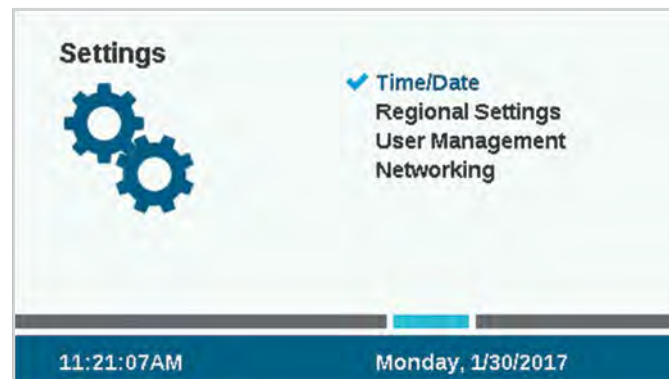 Settings
Time/Date
Regional Settings
User Management
Networking
11:21:07AM
Monday, 1/30/2017